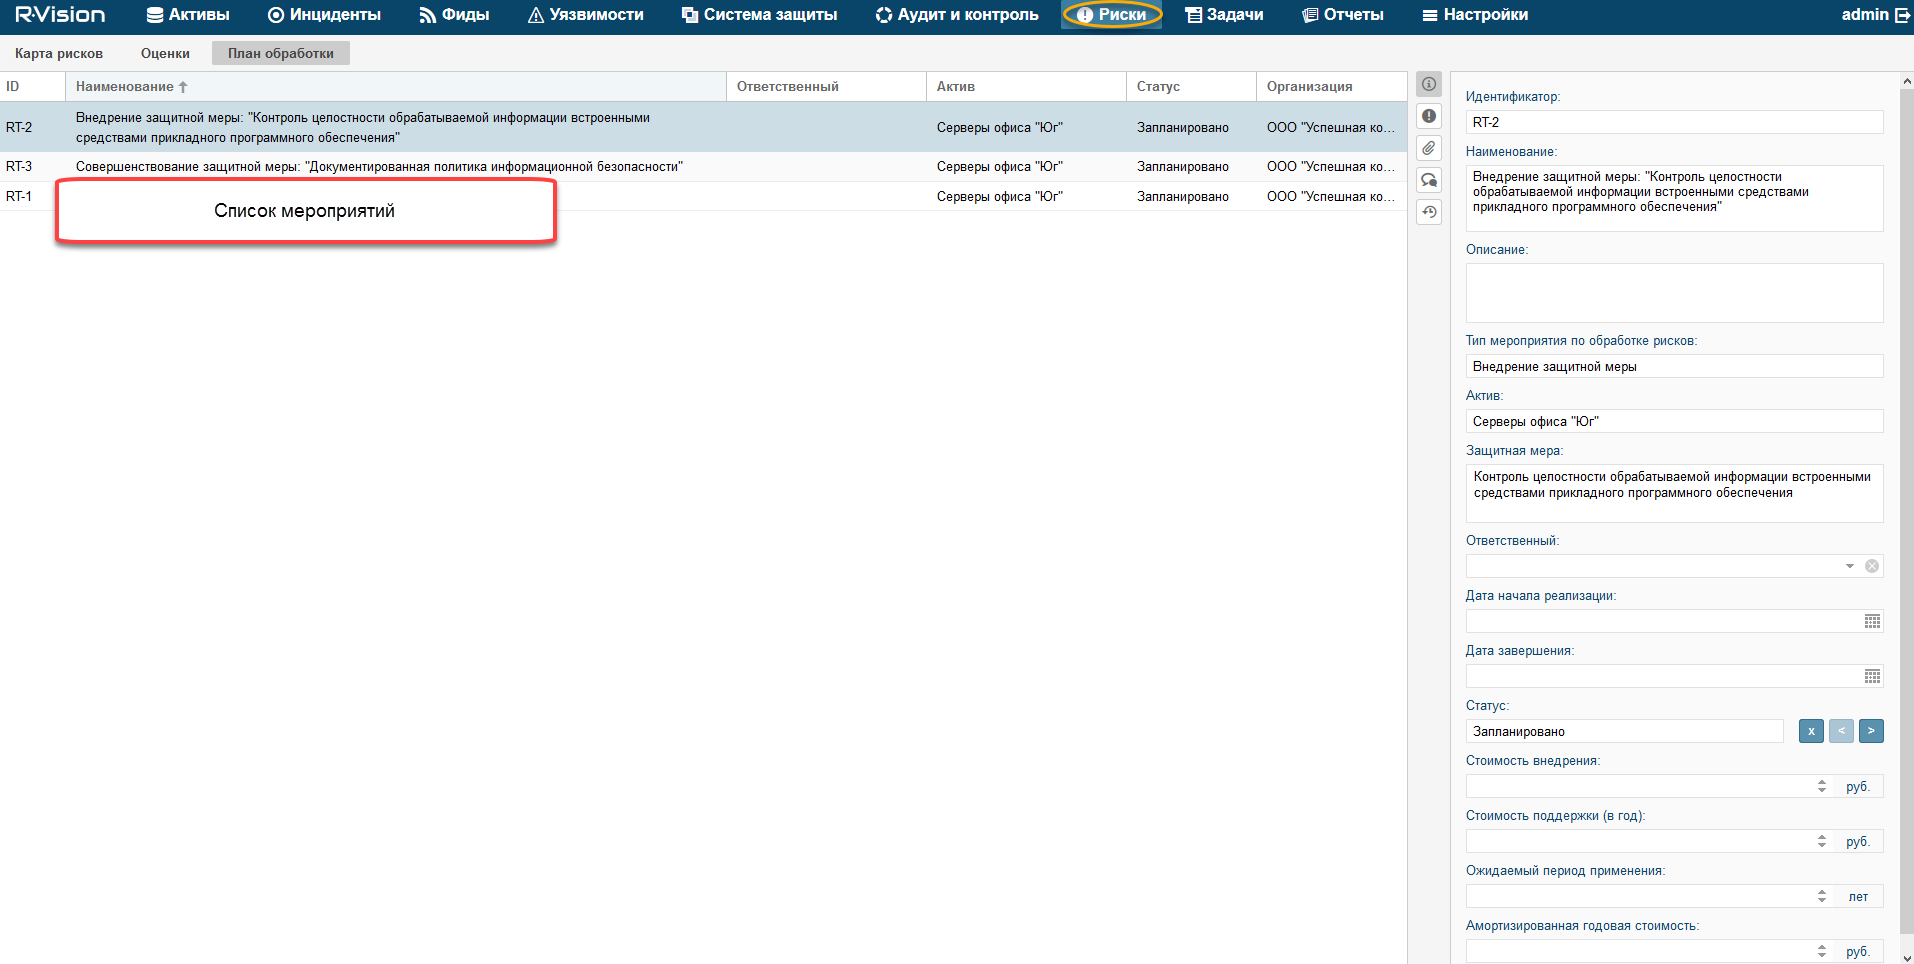 R·Vision Активы Инциденты Фиды Уязвимости Система защиты Аудит и контроль Риски Задачи Отчеты Настройки admin
Карта рисков Оценки План обработки
ID Наименование Ответственный Актив Статус Организация
RT-2 Внедрение защитной меры: "Контроль целостности обрабатываемой информации встроенными
средствами прикладного программного обеспечения" Серверы офиса "Юг" Запланировано ООО "Успешная ко...
RT-3 Совершенствование защитной меры: "Документированная политика информационной безопасности" Серверы офиса "Юг" Запланировано ООО "Успешная ко...
RT-1 Серверы офиса "Юг" Запланировано ООО "Успешная ко...
Список мероприятий
Идентификатор:
RT-2
Наименование:
Внедрение защитной меры: "Контроль целостности
обрабатываемой информации встроенными средствами
прикладного программного обеспечения"
Описание:
Тип мероприятия по обработке рисков:
Внедрение защитной меры
Актив:
Серверы офиса "Юг"
Защитная мера:
Контроль целостности обрабатываемой информации встроенными
средствами прикладного программного обеспечения
Ответственный:
Дата начала реализации:
Дата завершения:
Статус:
Запланировано x < >
Стоимость внедрения:
руб.
Стоимость поддержки (в год):
руб.
Ожидаемый период применения:
лет
Амортизированная годовая стоимость:
руб.